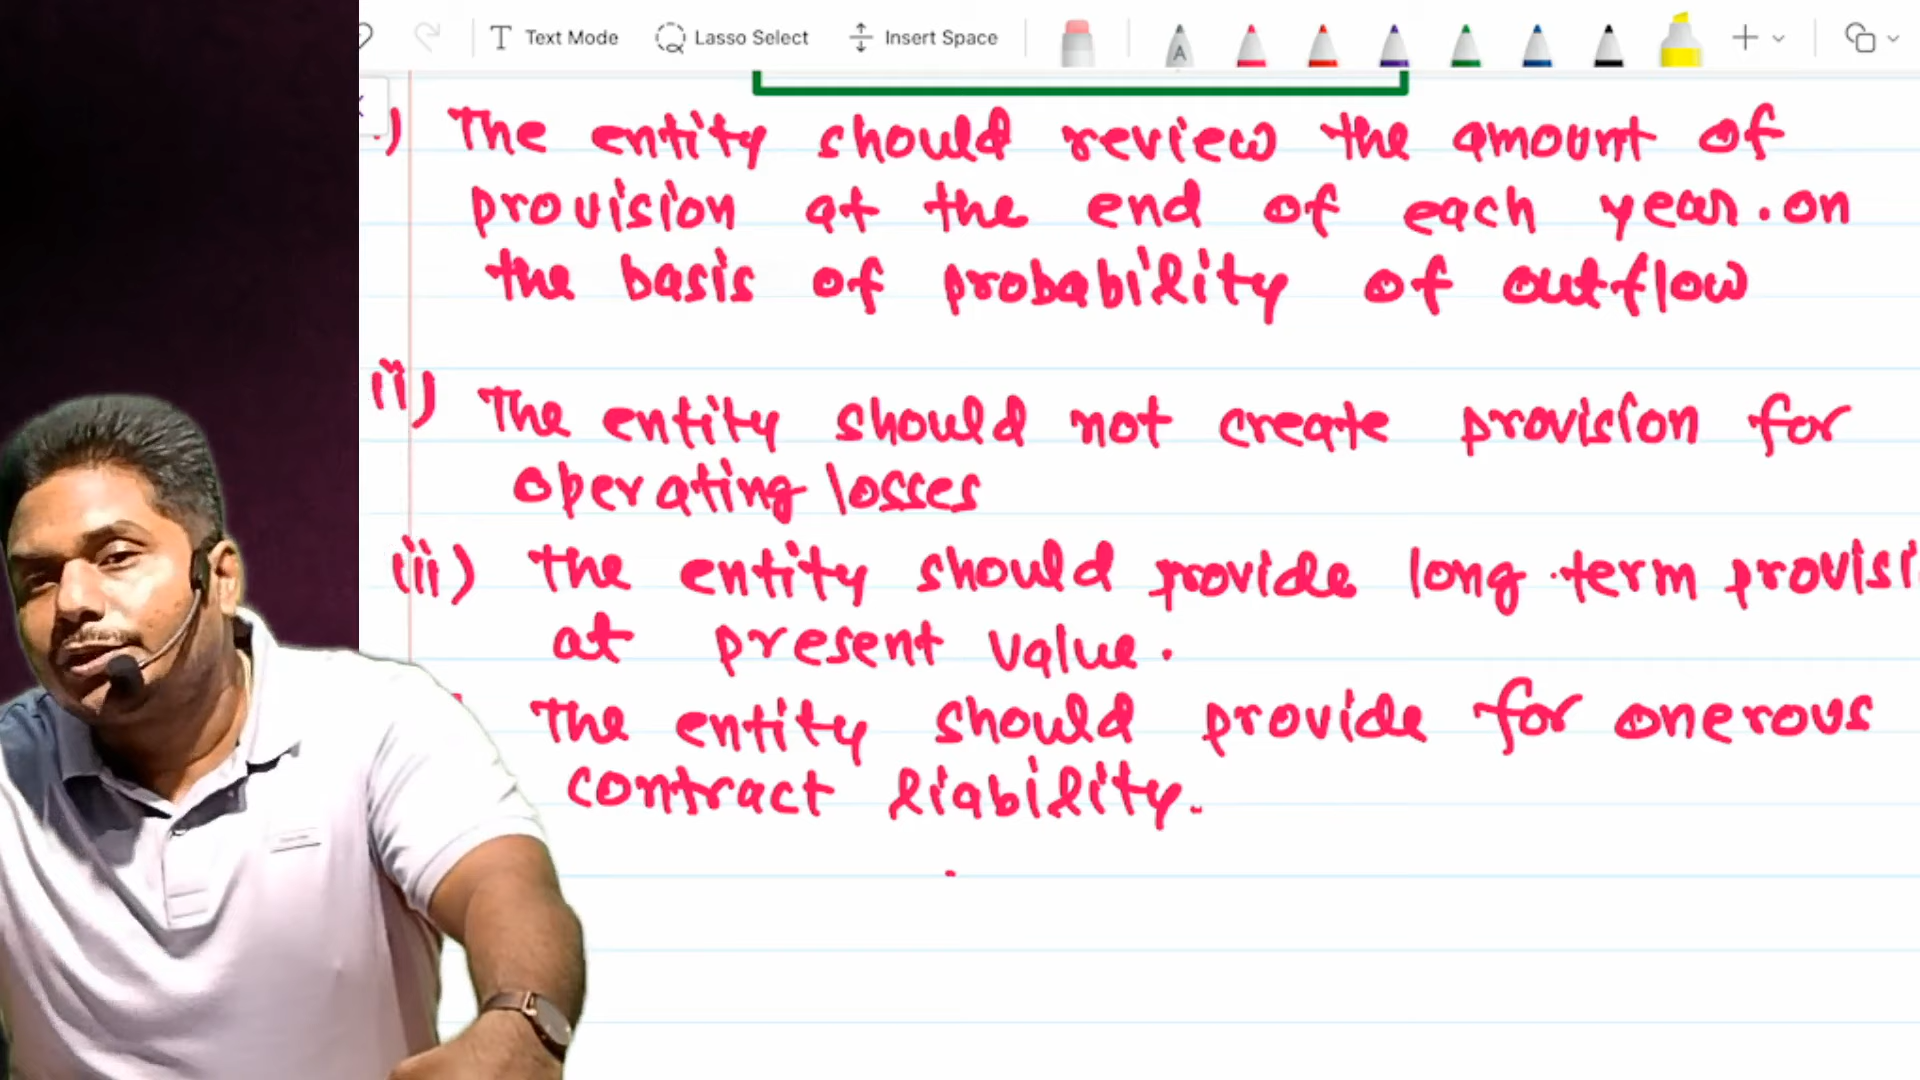 Text Mode Lasso Select Insert Space
A
) The entity should review the amount of
provision at the end of each year. on
the basis of probability of outflow
(ii) The entity should not create provision for
operating losses
(iii) The entity should provide long term provisi
at present value.
The entity should provide for onerous
contract liability.